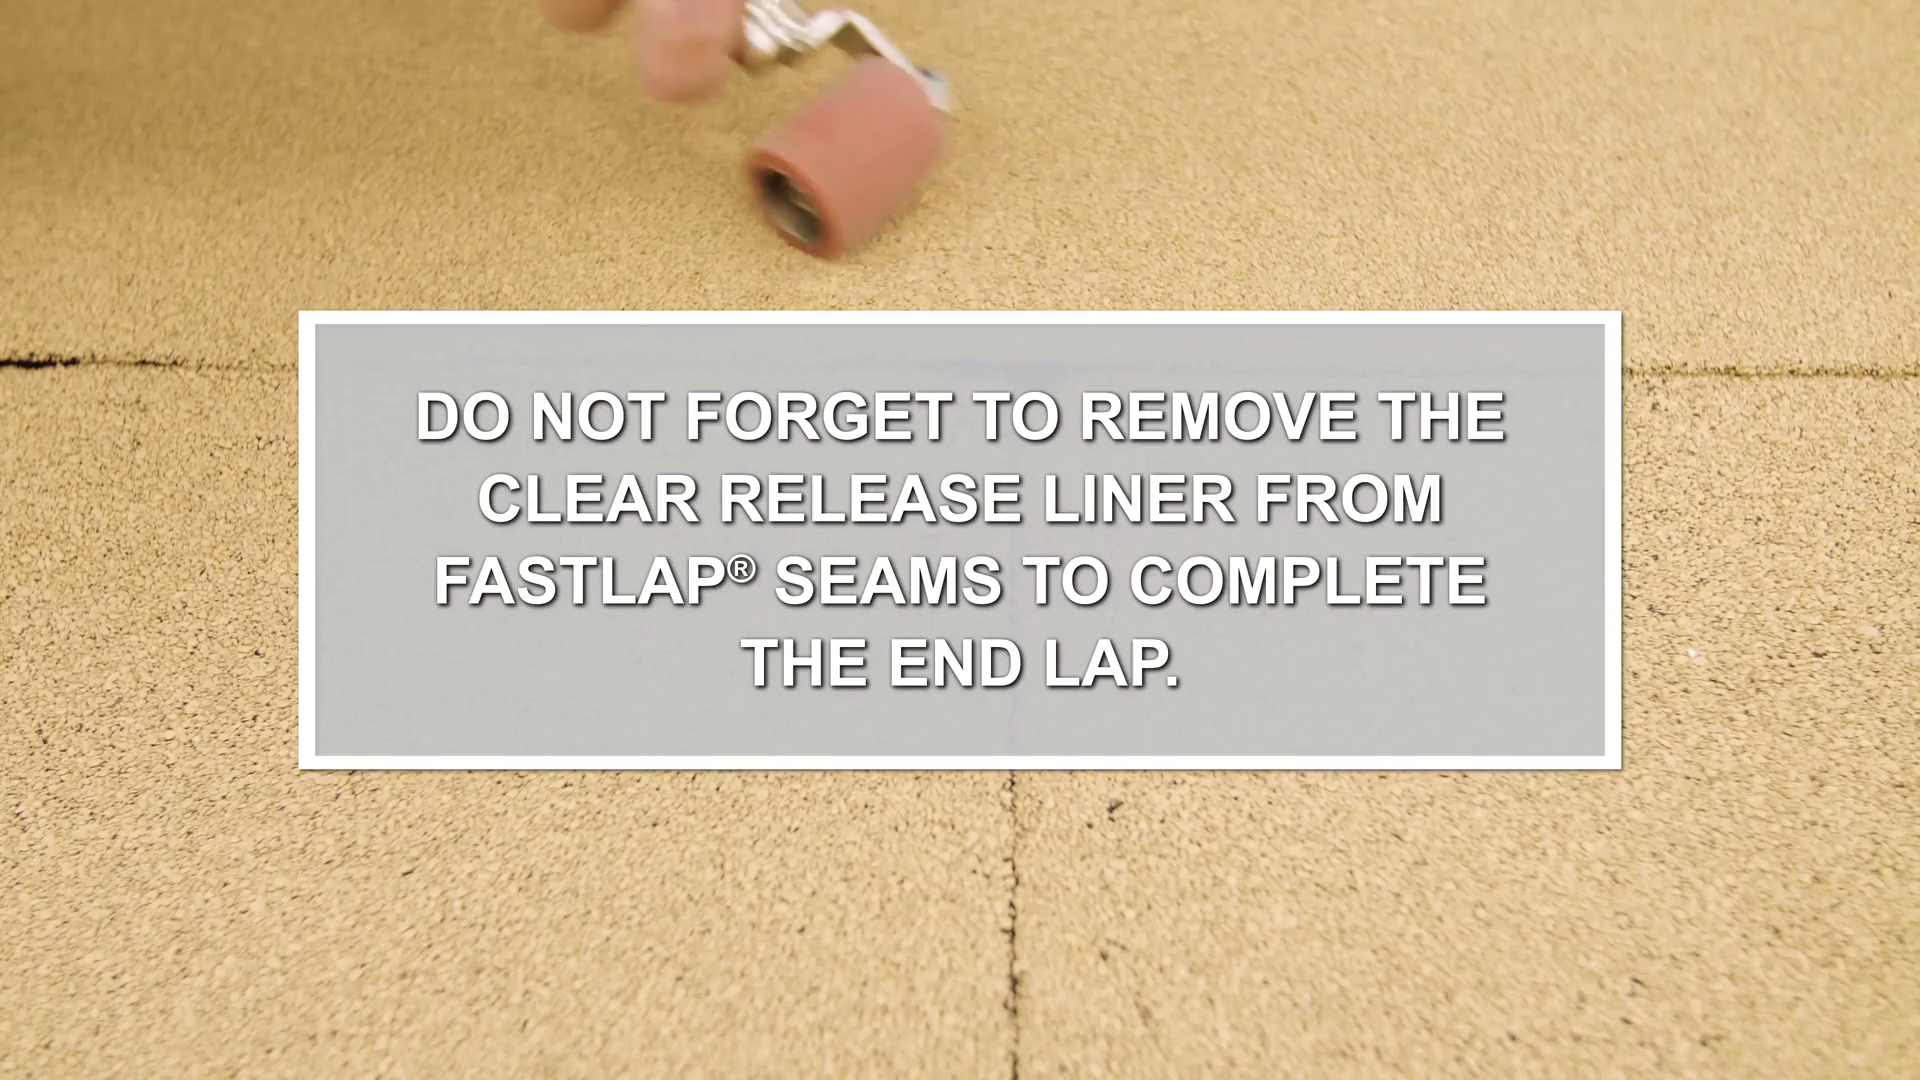 DO NOT FORGET TO REMOVE THE
CLEAR RELEASE LINER FROM
FASTLAP® SEAMS TO COMPLETE
THE END LAP.